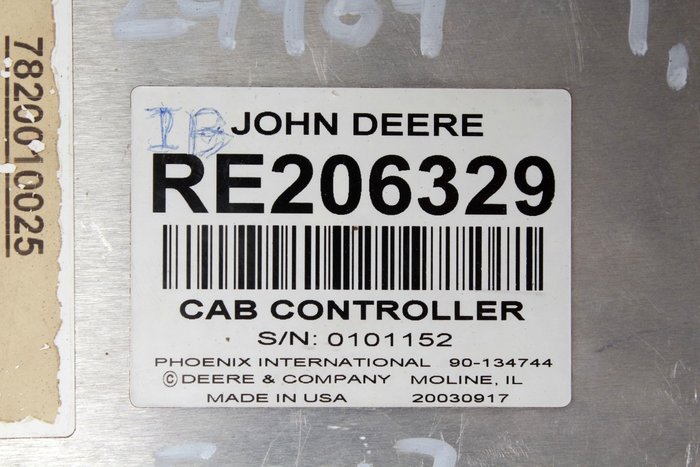 7820010025
IB
JOHN DEERE
RE206329
CAB CONTROLLER
S/N: 0101152
PHOENIX INTERNATIONAL 90-134744
© DEERE & COMPANY MOLINE, IL
MADE IN USA 20030917